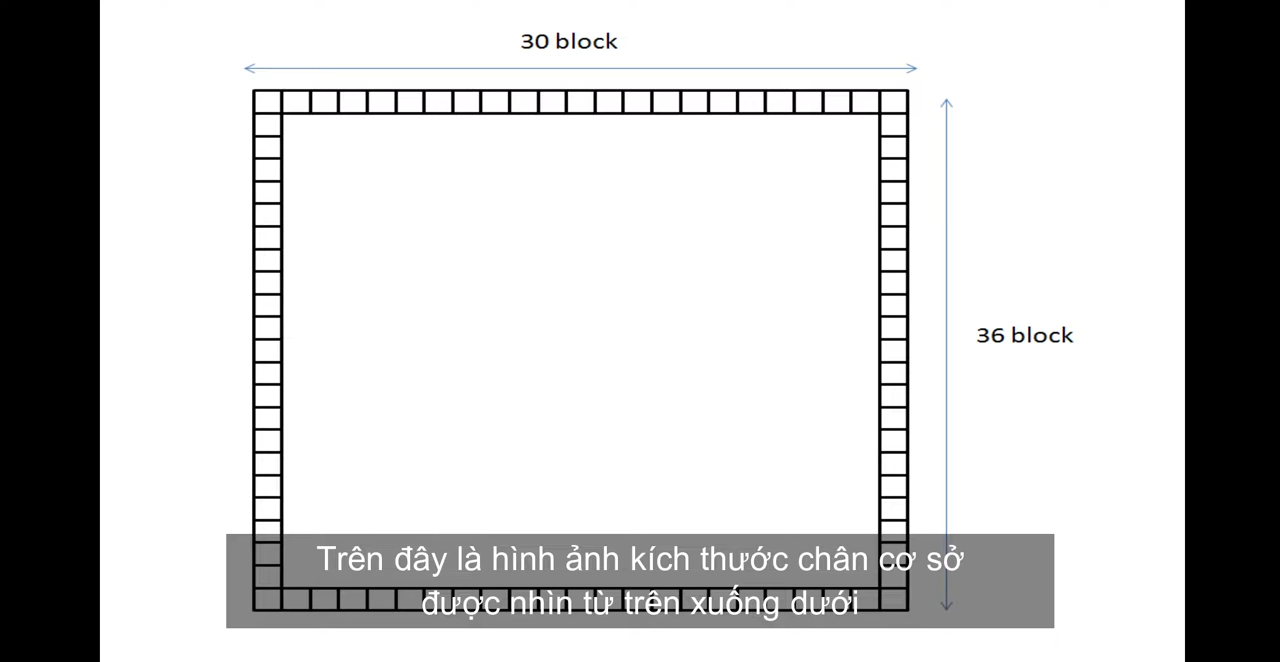 30 block
36 block
Trên đây là hình ảnh kích thước chân cơ sở
được nhìn từ trên xuống dưới